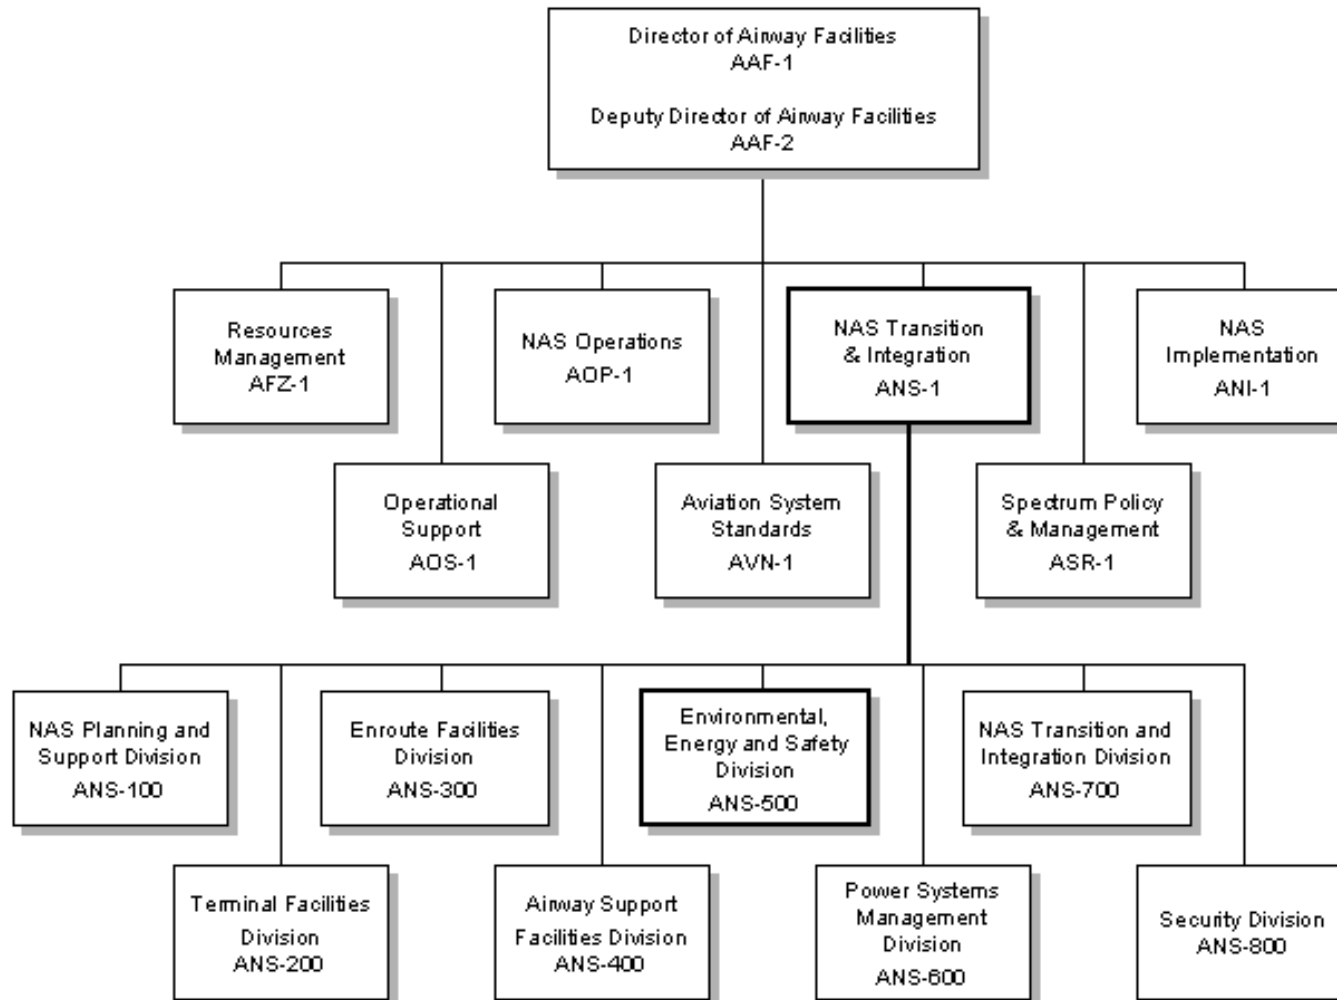 Director of Airway Facilities
AAF-1
Deputy Director of Airway Facilities
AAF-2
Resources
Management
AFZ-1
NAS Operations
AOP-1
NAS Transition
& Integration
ANS-1
NAS
Implementation
ANI-1
Operational
Support
AOS-1
Aviation System
Standards
AVN-1
Spectrum Policy
& Management
ASR-1
NAS Planning and
Support Division
ANS-100
Enroute Facilities
Division
ANS-300
Environmental,
Energy and Safety
Division
ANS-500
NAS Transition and
Integration Division
ANS-700
Terminal Facilities
Division
ANS-200
Airway Support
Facilities Division
ANS-400
Power Systems
Management
Division
ANS-600
Security Division
ANS-800